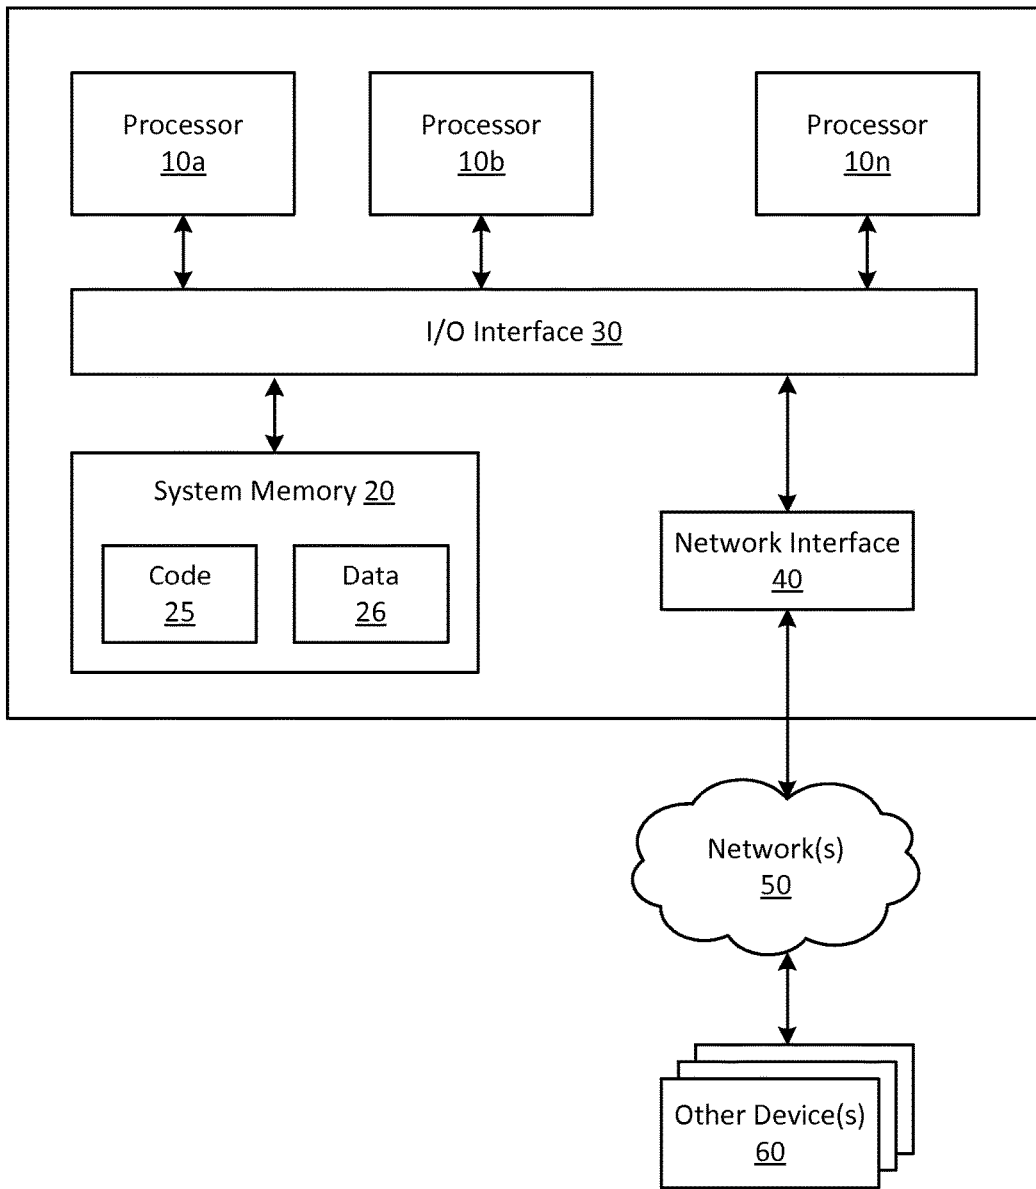 Processor
10a
Processor
10b
Processor
10n
I/O Interface 30
System Memory 20
Code
25
Data
26
Network Interface
40
Network(s)
50
Other Device(s)
60